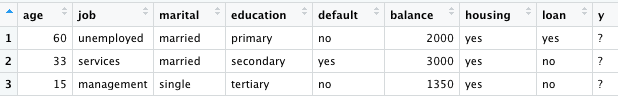 age job marital education default balance housing loan y
1 60 unemployed married primary no 2000 yes yes ?
2 33 services married secondary yes 3000 yes no ?
3 15 management single tertiary no 1350 yes no ?